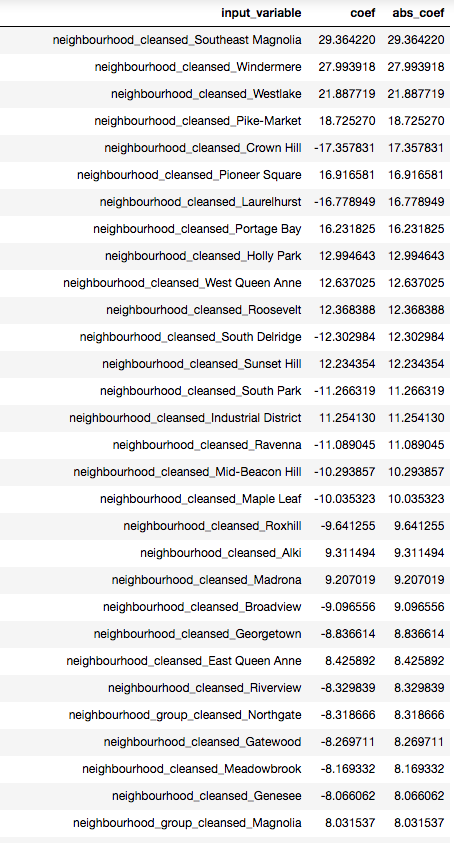 input_variable coef abs_coef
neighbourhood_cleansed_Southeast Magnolia 29.364220 29.364220
neighbourhood_cleansed_Windermere 27.993918 27.993918
neighbourhood_cleansed_Westlake 21.887719 21.887719
neighbourhood_cleansed_Pike-Market 18.725270 18.725270
neighbourhood_cleansed_Crown Hill -17.357831 17.357831
neighbourhood_cleansed_Pioneer Square 16.916581 16.916581
neighbourhood_cleansed_Laurelhurst -16.778949 16.778949
neighbourhood_cleansed_Portage Bay 16.231825 16.231825
neighbourhood_cleansed_Holly Park 12.994643 12.994643
neighbourhood_cleansed_West Queen Anne 12.637025 12.637025
neighbourhood_cleansed_Roosevelt 12.368388 12.368388
neighbourhood_cleansed_South Delridge -12.302984 12.302984
neighbourhood_cleansed_Sunset Hill 12.234354 12.234354
neighbourhood_cleansed_South Park -11.266319 11.266319
neighbourhood_cleansed_Industrial District 11.254130 11.254130
neighbourhood_cleansed_Ravenna -11.089045 11.089045
neighbourhood_cleansed_Mid-Beacon Hill -10.293857 10.293857
neighbourhood_cleansed_Maple Leaf -10.035323 10.035323
neighbourhood_cleansed_Roxhill -9.641255 9.641255
neighbourhood_cleansed_Alki 9.311494 9.311494
neighbourhood_cleansed_Madrona 9.207019 9.207019
neighbourhood_cleansed_Broadview -9.096556 9.096556
neighbourhood_cleansed_Georgetown -8.836614 8.836614
neighbourhood_cleansed_East Queen Anne 8.425892 8.425892
neighbourhood_cleansed_Riverview -8.329839 8.329839
neighbourhood_group_cleansed_Northgate -8.318666 8.318666
neighbourhood_cleansed_Gatewood -8.269711 8.269711
neighbourhood_cleansed_Meadowbrook -8.169332 8.169332
neighbourhood_cleansed_Genesee -8.066062 8.066062
neighbourhood_group_cleansed_Magnolia 8.031537 8.031537